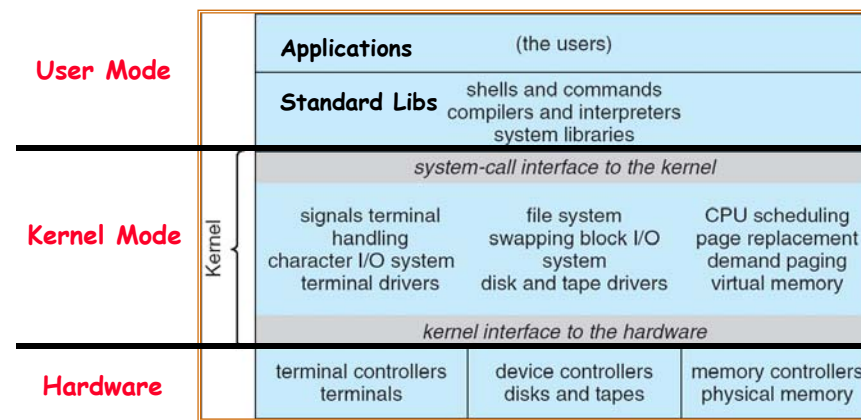 User Mode
Applications
(the users)
Standard Libs
shells and commands
compilers and interpreters
system libraries
Kernel Mode
Kernel
system-call interface to the kernel
signals terminal
handling
character I/O system
terminal drivers
file system
swapping block I/O
system
disk and tape drivers
CPU scheduling
page replacement
demand paging
virtual memory
kernel interface to the hardware
Hardware
terminal controllers
terminals
device controllers
disks and tapes
memory controllers
physical memory